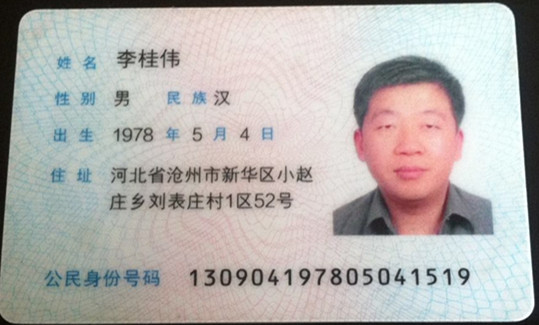 姓名 李桂伟
性别 男 民族 汉
出生 1978 年 5 月 4 日
住址 河北省沧州市新华区小赵
庄乡刘表庄村1区52号
公民身份号码 130904197805041519